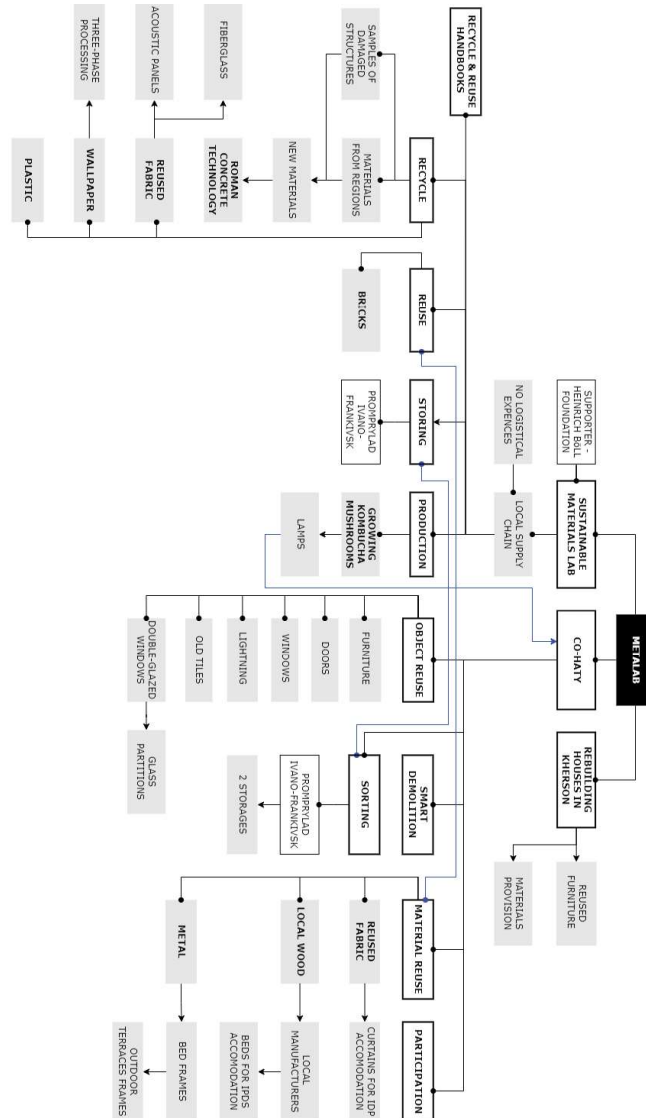 METALAB
SUSTAINABLE
MATERIALS LAB
CO-HATY
REBUILDING
HOUSES IN
KHERSON
SUPPORTER -
HEINRICH BöLL
FOUNDATION
REUSED
FURNITURE
NO LOGISTICAL
EXPENCES
LOCAL SUPPLY
CHAIN
MATERIALS
PROVISION
RECYCLE & REUSE
HANDBOOKS
RECYCLE
REUSE
STORING
PRODUCTION
OBJECT REUSE
SMART
DEMOLITION
MATERIAL REUSE
PARTICIPATION
SAMPLES OF
DAMAGED
STRUCTURES
MATERIALS
FROM REGIONS
BRICKS
PROMPRYLAD
IVANO-
FRANKIVSK
GROWING
KOMBUCHA
MUSHROOMS
FURNITURE
SORTING
REUSED
FABRIC
CURTAINS FOR IDP
ACCOMODATION
NEW MATERIALS
LAMPS
DOORS
WINDOWS
PROMPRYLAD
IVANO-FRANKIVSK
LOCAL WOOD
LOCAL
MANUFACTURERS
FIBERGLASS
ROMAN
CONCRETE
TECHNOLOGY
LIGHTNING
2 STORAGES
BEDS FOR IPDS
ACCOMODATION
ACOUSTIC PANELS
REUSED
FABRIC
OLD TILES
METAL
BED FRAMES
THREE-PHASE
PROCESSING
WALLPAPER
DOUBLE-GLAZED
WINDOWS
GLASS
PARTITIONS
OUTDOOR
TERRACES FRAMES
PLASTIC